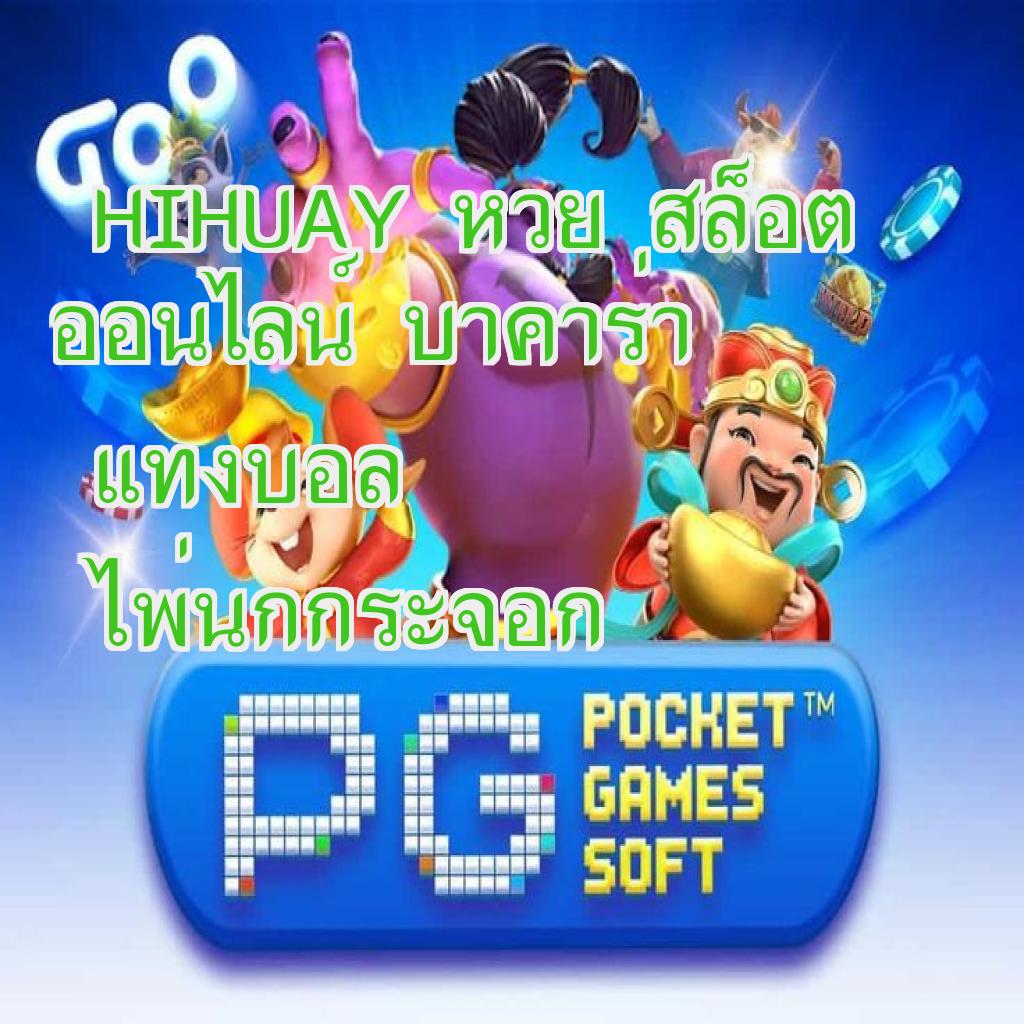 GOO
HIHUAY หวย สล็อต
ออนไลน์ บาคาร่า
แทงบอล
ไพ่นกกระจอก
PG
POCKET™
GAMES
SOFT